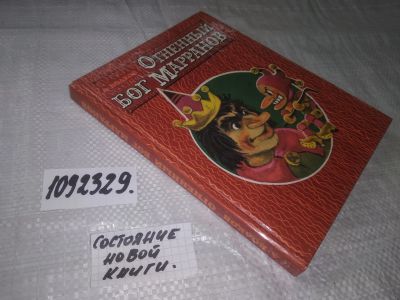 Огненный
бог Марранов
1092329.
Состояние
новой
книги.